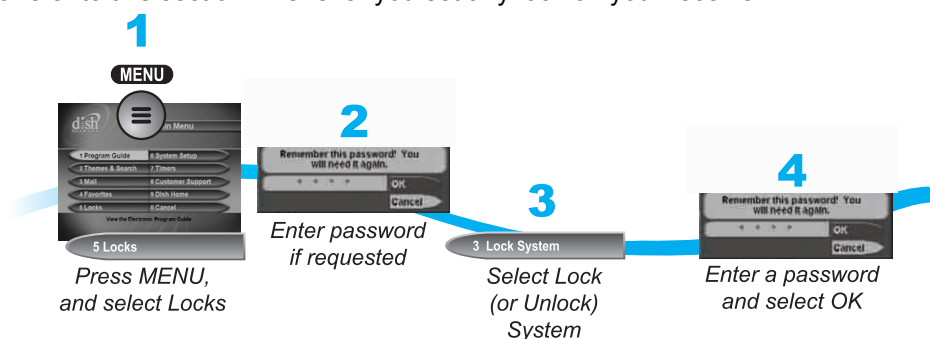 1
MENU
dish
Main Menu
1 Program Guide
6 System Setup
2 Themes & Search
7 Timers
3 Mail
8 Customer Support
4 Favorites
9 Dish Home
5 Locks
0 Cancel
View the Electronic Program Guide
5 Locks
Press MENU,
and select Locks
2
Remember this password! You
will need it again.
* * * *
OK
Cancel
Enter password
if requested
3
3 Lock System
Select Lock
(or Unlock)
System
4
Remember this password! You
will need it again.
* * * *
OK
Cancel
Enter a password
and select OK